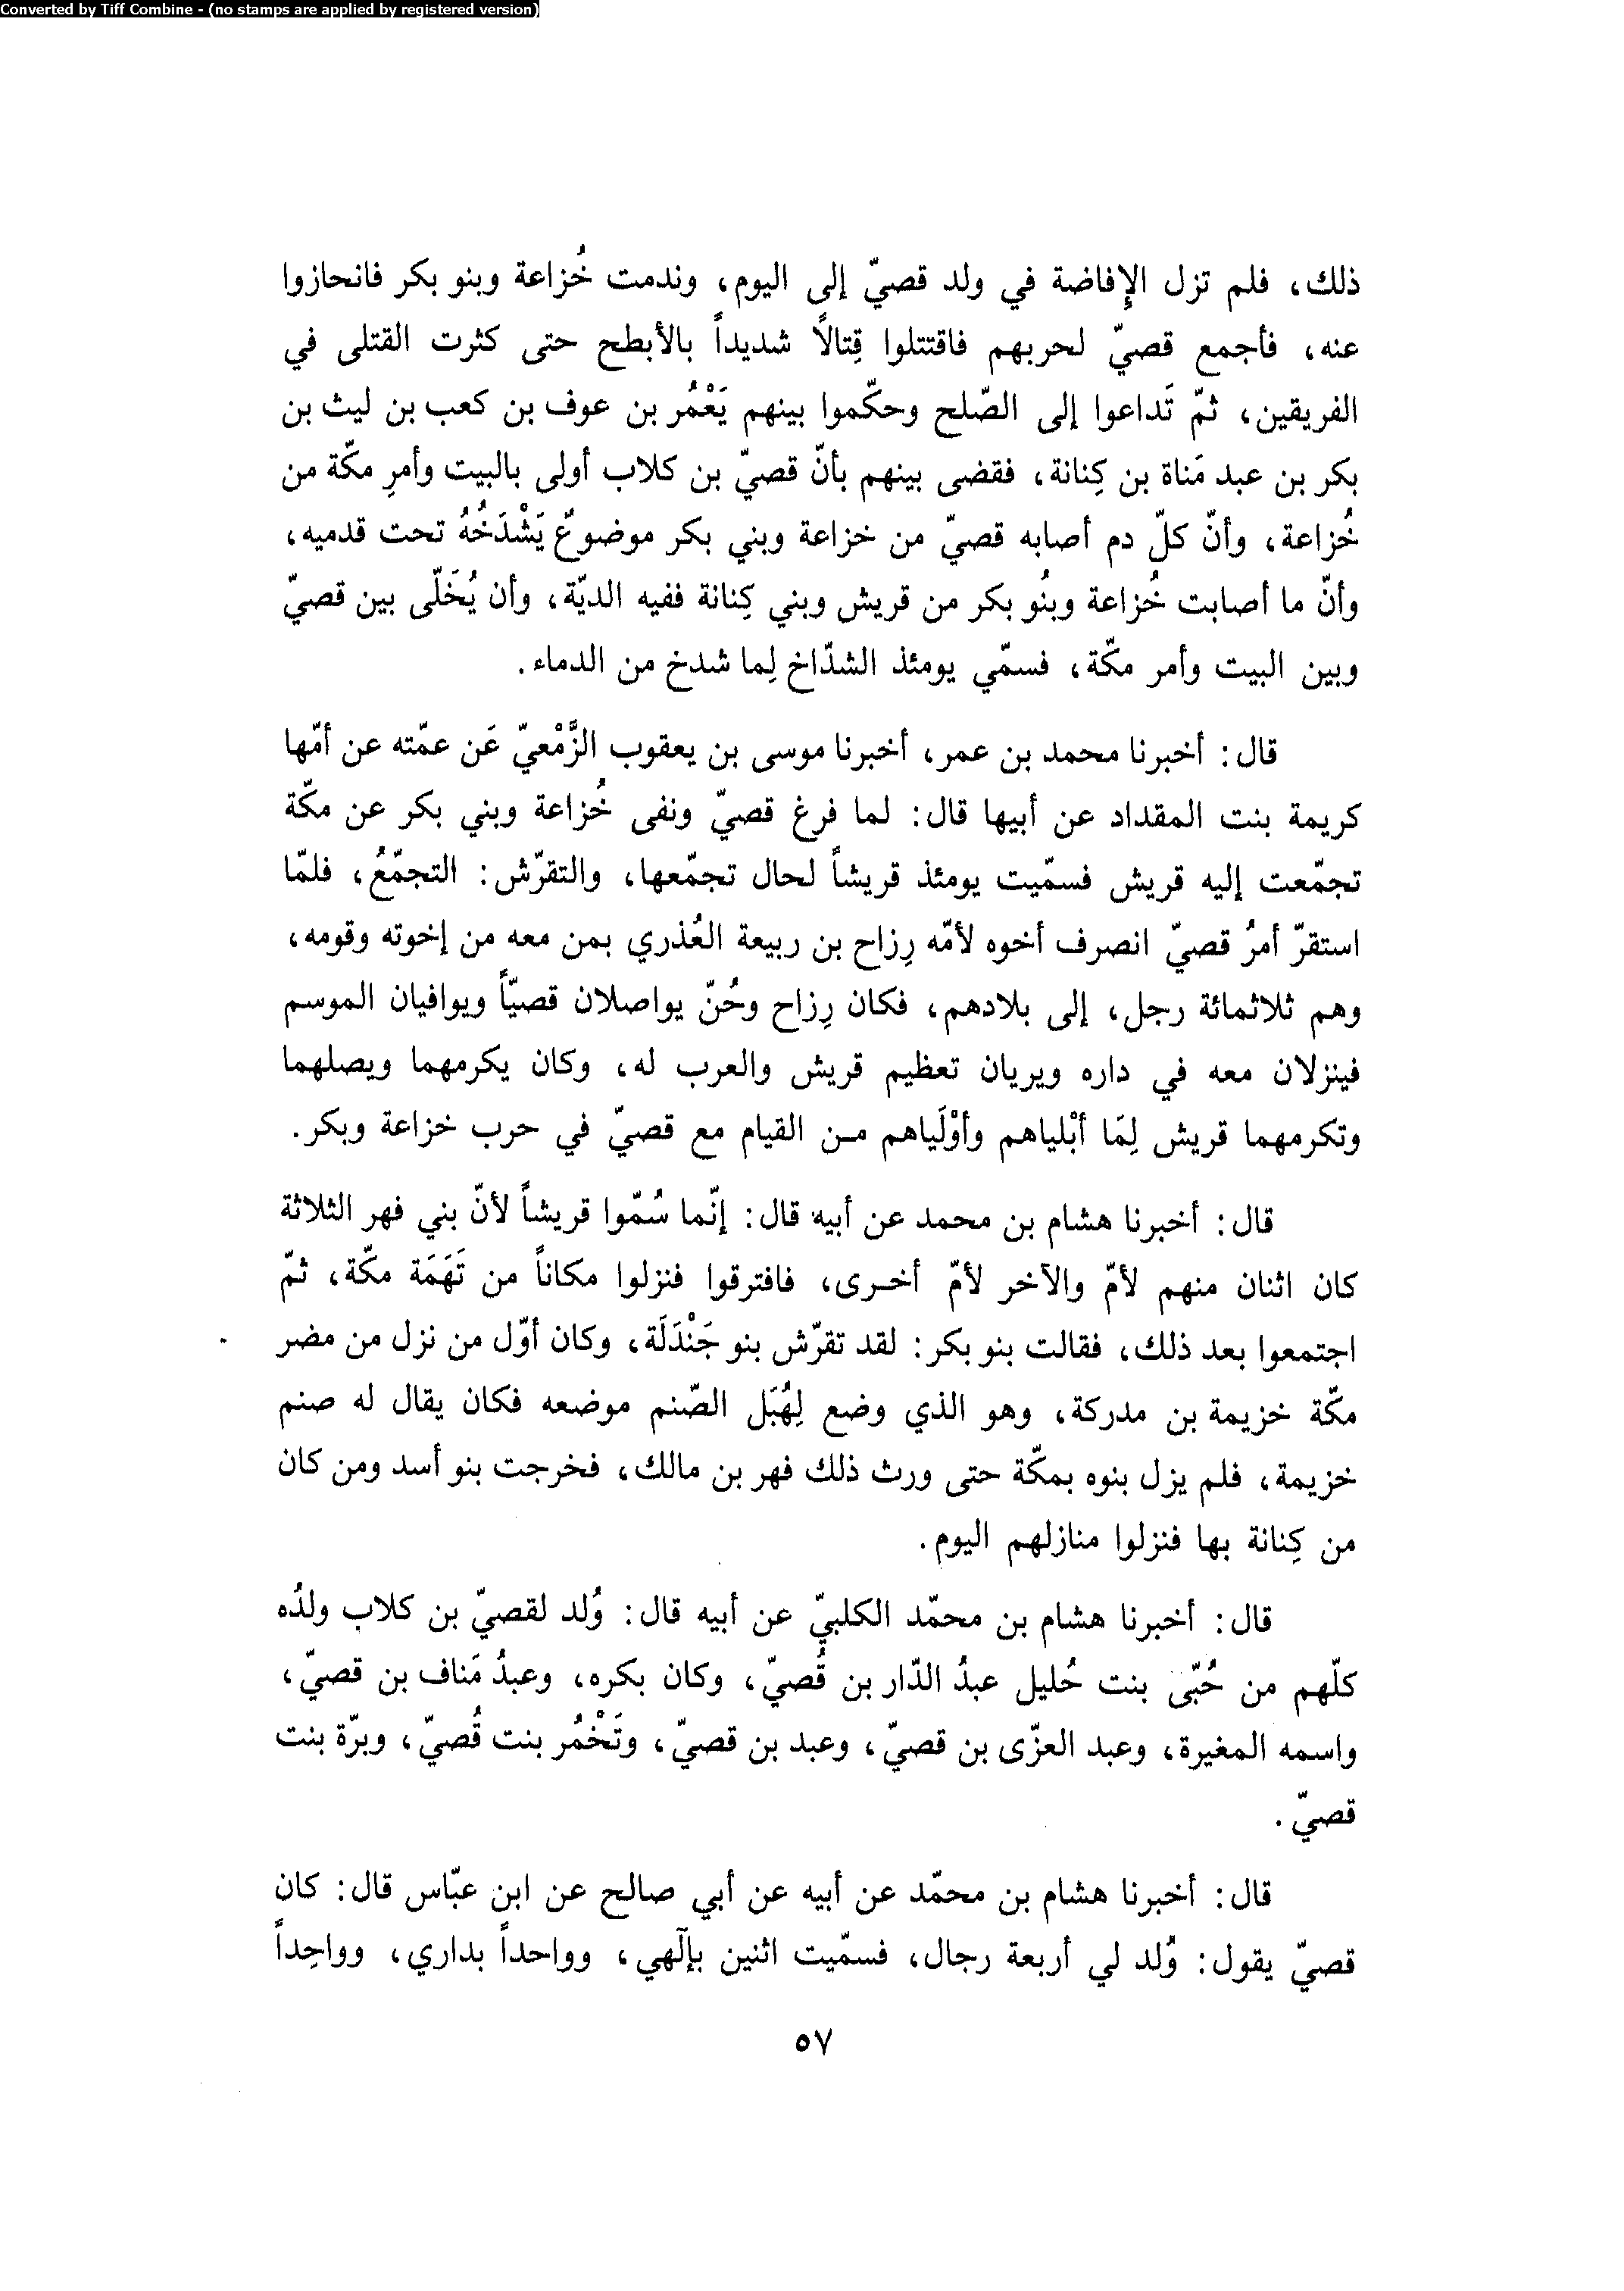 Converted by Tiff Combine - (no stamps are applied by registered version)
ذلك، فلم تزل الإفاضة في ولد قصيّ إلى اليوم، وندمت خُزاعة وبنو بكر فانحازوا
عنه، فأجمع قصيّ لحربهم فاقتتلوا قِتالاً شديداً بالأبطح حتى كثرت القتلى في
الفريقين، ثمّ تَداعوا إلى الصّلح وحكّموا بينهم يَعْمُر بن عوف بن كعب بن ليث بن
بكر بن عبد مَناة بن كِنانة، فقضى بينهم بأنّ قصيّ بن كلاب أولى بالبيت وأمرِ مكّة من
خُزاعة، وأنّ كلّ دم أصابه قصيّ من خزاعة وبني بكر موضوعٌ يَشْدَخُهُ تحت قدميه،
وأنّ ما أصابت خُزاعة وبنُو بكر من قريش وبني كِنانة ففيه الديّة، وأن يُخَلّى بين قصيّ
وبين البيت وأمر مكّة، فسمّي يومئذ الشدّاخ لِما شدخ من الدماء.
قال: أخبرنا محمد بن عمر، أخبرنا موسى بن يعقوب الزَّمْعيّ عَن عمّته عن أمّها
كريمة بنت المقداد عن أبيها قال: لما فرغ قصيّ ونفى خُزاعة وبني بكر عن مكّة
تجمّعت إليه قريش فسمّيت يومئذ قريشاً لحال تجمّعها، والتقرّش: التجمّعُ، فلمّا
استقرّ أمرُ قصيّ انصرف أخوه لأمّه رِزاح بن ربيعة العُذري بمن معه من إخوته وقومه،
وهم ثلاثمائة رجل، إلى بلادهم، فكان رِزاح وحُنّ يواصلان قصيّاً ويوافيان الموسم
فينزلان معه في داره ويريان تعظيم قريش والعرب له، وكان يكرمهما ويصلهما
وتكرمهما قريش لِمَا أبْلياهم وأوْلَياهم من القيام مع قصيّ في حرب خزاعة وبكر.
قال: أخبرنا هشام بن محمد عن أبيه قال: إنّما سُمّوا قريشاً لأنّ بني فهر الثلاثة
كان اثنان منهم لأمّ والآخر لأمّ أخرى، فافترقوا فنزلوا مكاناً من تَهَمَة مكّة، ثمّ
اجتمعوا بعد ذلك، فقالت بنو بكر: لقد تقرّش بنو جَنْدَلَة، وكان أوّل من نزل من مضر
مكّة خزيمة بن مدركة، وهو الذي وضع لِهُبَل الصّنم موضعه فكان يقال له صنم
خزيمة، فلم يزل بنوه بمكّة حتى ورث ذلك فهر بن مالك، فخرجت بنو أسد ومن كان
من كِنانة بها فنزلوا منازلهم اليوم.
قال: أخبرنا هشام بن محمّد الكلبيّ عن أبيه قال: وُلد لقصيّ بن كلاب ولدُه
كلّهم من حُبّى بنت حُليل عبدُ الدّار بن قُصيّ، وكان بكره، وعبدُ مَناف بن قصيّ،
واسمه المغيرة، وعبد العزّى بن قصيّ، وعبد بن قصيّ، وتَخْمُر بنت قُصيّ، وبرّة بنت
قصيّ.
قال: أخبرنا هشام بن محمّد عن أبيه عن أبي صالح عن ابن عبّاس قال: كان
قصيّ يقول: وُلد لي أربعة رجال، فسمّيت اثنين بإلَهي، وواحداً بداري، وواحِداً
٥٧